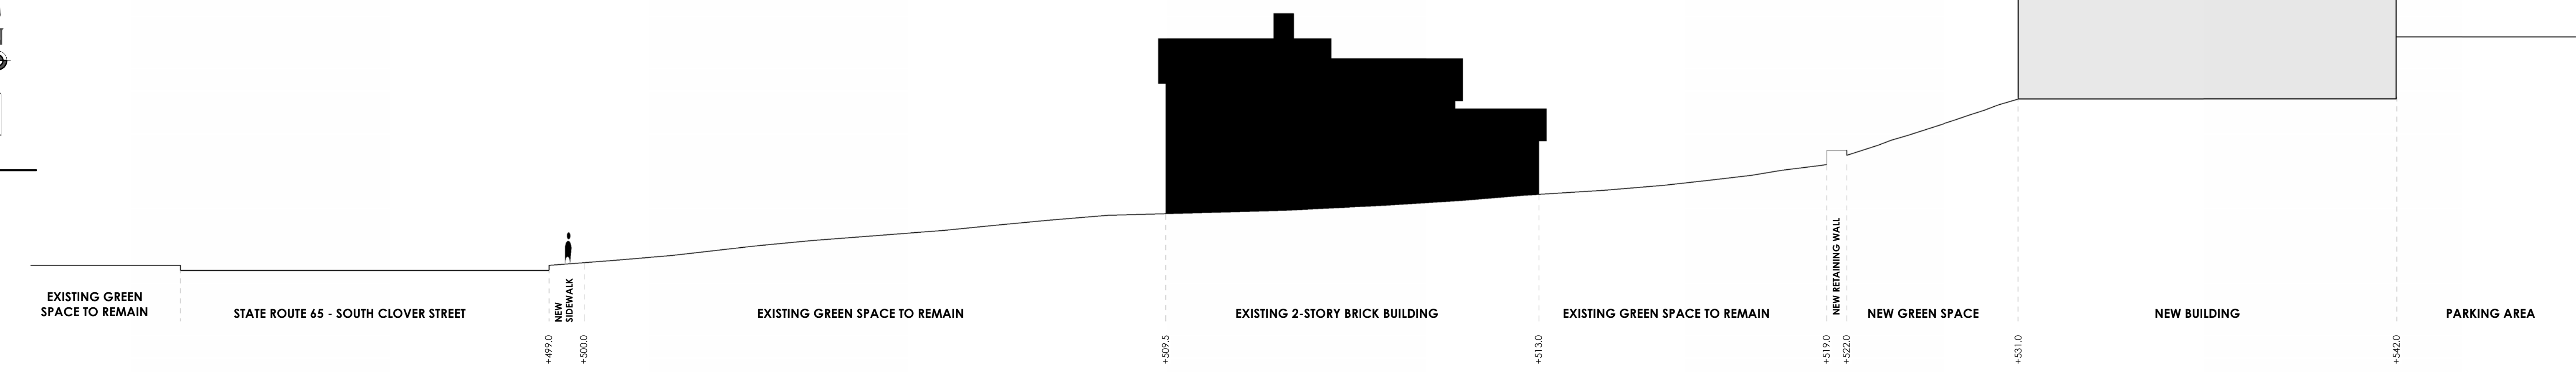 EXISTING GREEN
SPACE TO REMAIN
STATE ROUTE 65 - SOUTH CLOVER STREET
NEW
SIDEWALK
EXISTING GREEN SPACE TO REMAIN
EXISTING 2-STORY BRICK BUILDING
EXISTING GREEN SPACE TO REMAIN
NEW RETAINING WALL
NEW GREEN SPACE
NEW BUILDING
PARKING AREA
+499.0
+500.0
+509.5
+513.0
+519.0
+522.0
+531.0
+542.0